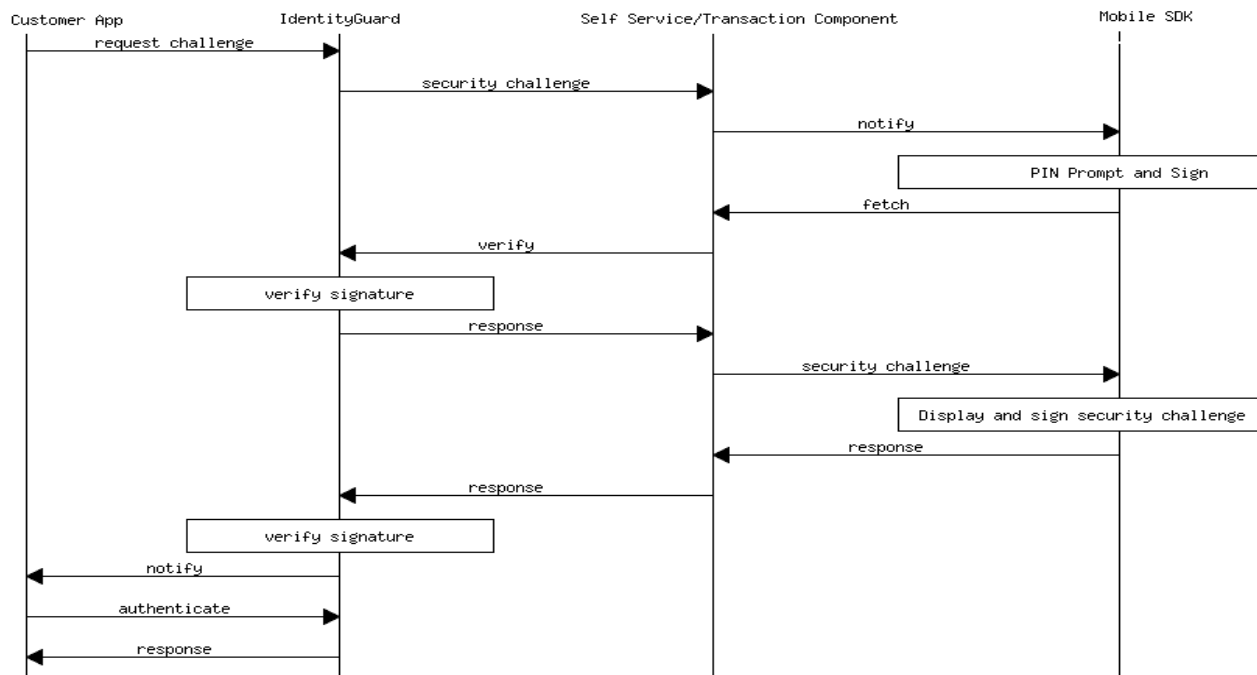 Customer App
IdentityGuard
Self Service/Transaction Component
Mobile SDK
request challenge
security challenge
notify
PIN Prompt and Sign
fetch
verify
verify signature
response
security challenge
Display and sign security challenge
response
response
verify signature
notify
authenticate
response